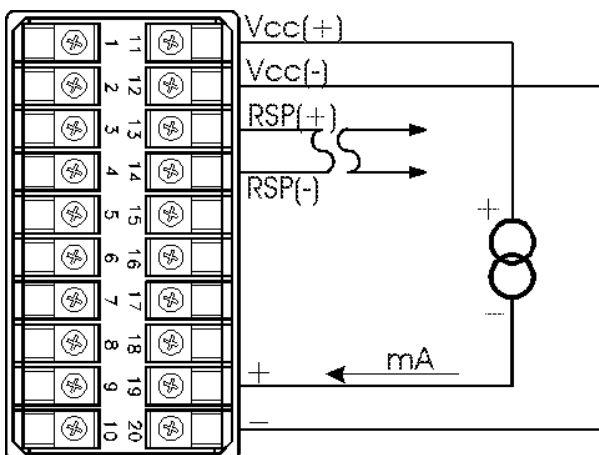 Vcc(+)
Vcc(-)
RSP(+)
RSP(-)
1 11
2 12
3 13
4 14
5 15
6 16
7 17
8 18
9 19
10 20
+
−
mA
+
−